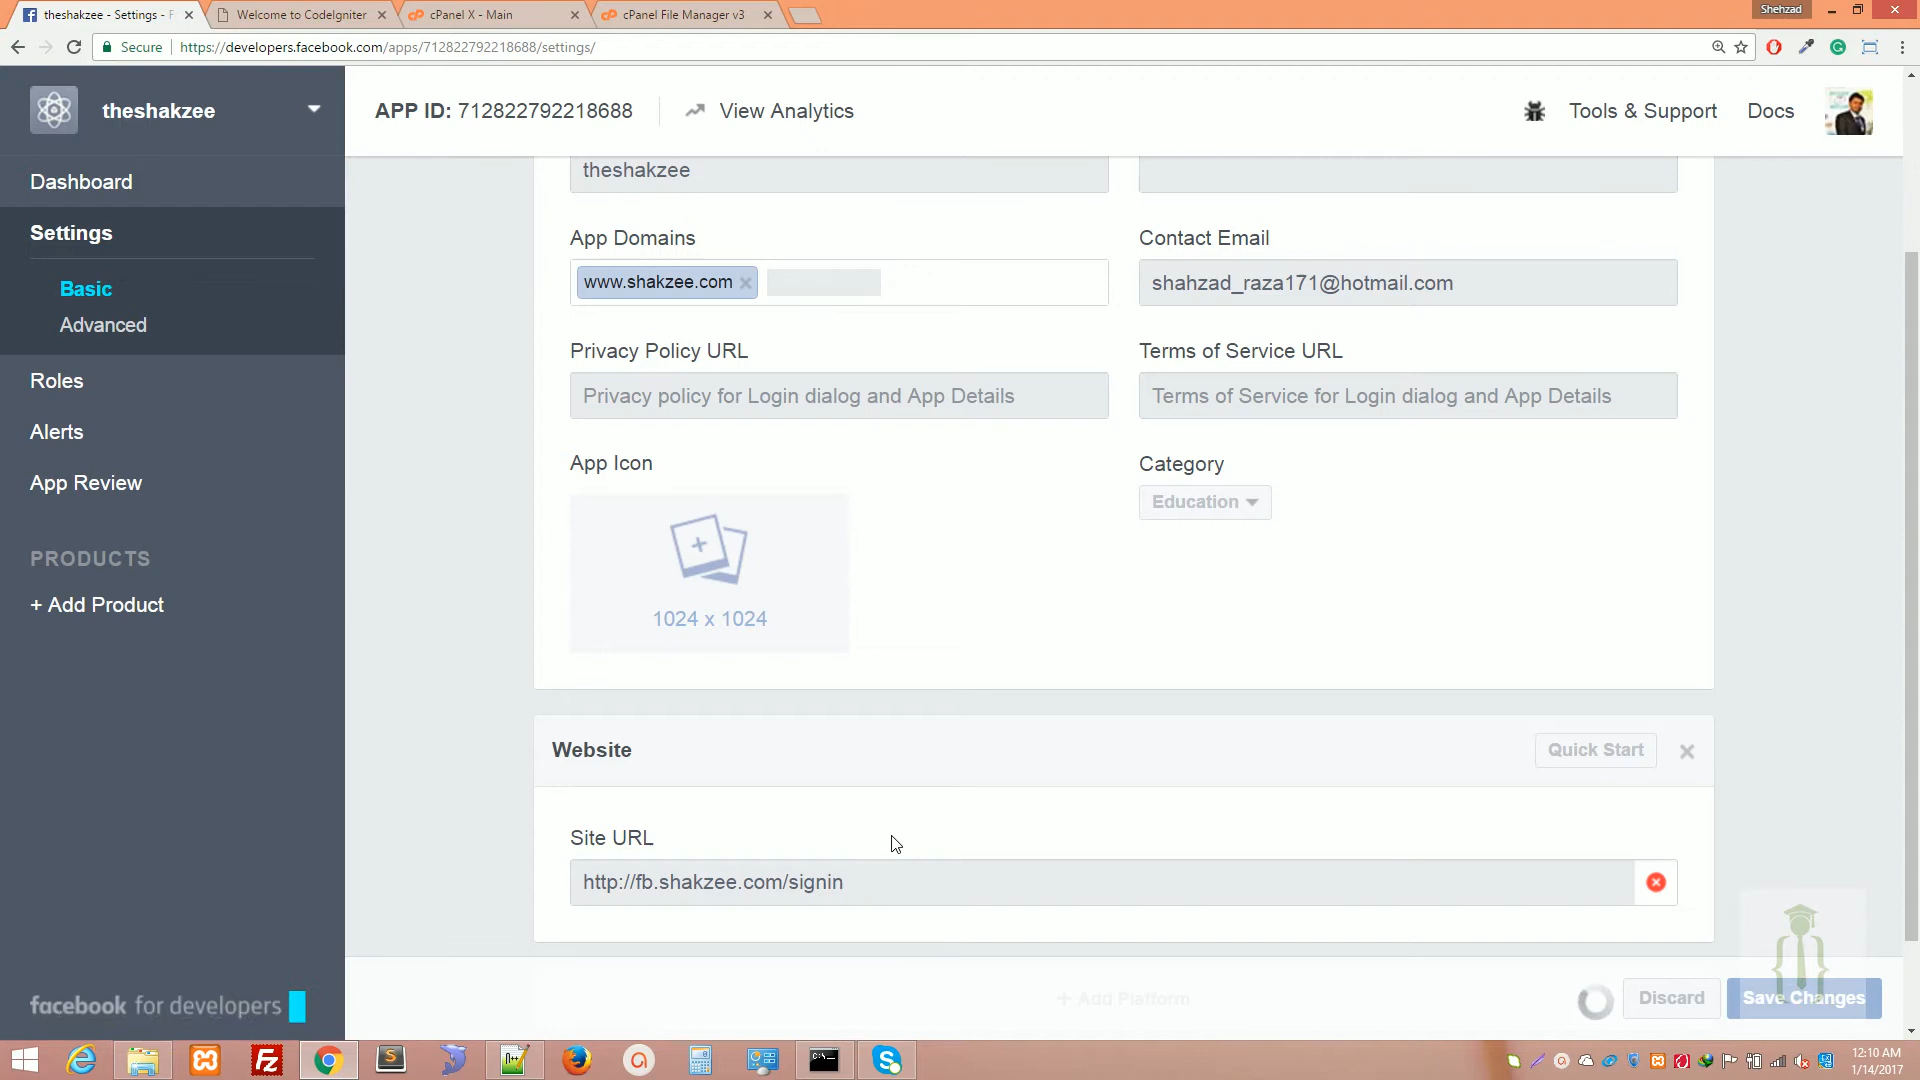 theshakzee - Settings - F
Welcome to CodeIgniter
cPanel X - Main
cPanel File Manager v3
Shehzad
Secure
https://developers.facebook.com/apps/712822792218688/settings/
theshakzee
APP ID: 712822792218688
View Analytics
Tools & Support
Docs
Dashboard
Settings
Basic
Advanced
Roles
Alerts
App Review
PRODUCTS
+ Add Product
facebook for developers
theshakzee
App Domains
Contact Email
www.shakzee.com
shahzad_raza171@hotmail.com
Privacy Policy URL
Terms of Service URL
Privacy policy for Login dialog and App Details
Terms of Service for Login dialog and App Details
App Icon
Category
Education
1024 x 1024
Website
Quick Start
Site URL
http://fb.shakzee.com/signin
+ Add Platform
Discard
Save Changes
12:10 AM
1/14/2017